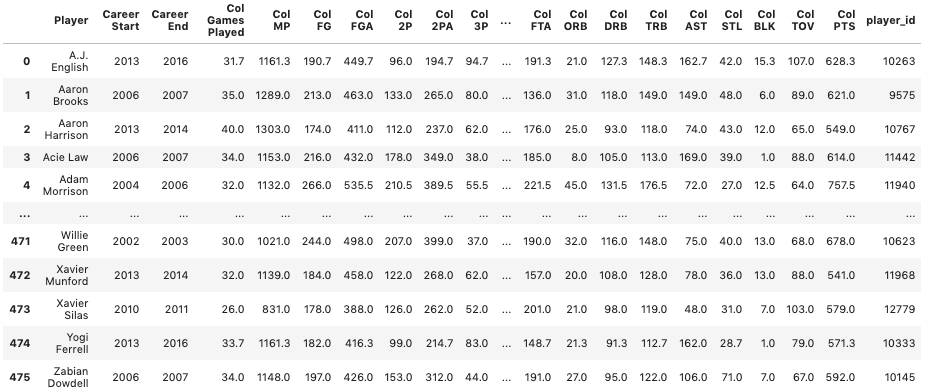 Player Career Start Career End Col Games Played Col MP Col FG Col FGA Col 2P Col 2PA Col 3P ... Col FTA Col ORB Col DRB Col TRB Col AST Col STL Col BLK Col TOV Col PTS player_id
0 A.J. English 2013 2016 31.7 1161.3 190.7 449.7 96.0 194.7 94.7 ... 191.3 21.0 127.3 148.3 162.7 42.0 15.3 107.0 628.3 10263
1 Aaron Brooks 2006 2007 35.0 1289.0 213.0 463.0 133.0 265.0 80.0 ... 136.0 31.0 118.0 149.0 149.0 48.0 6.0 89.0 621.0 9575
2 Aaron Harrison 2013 2014 40.0 1303.0 174.0 411.0 112.0 237.0 62.0 ... 176.0 25.0 93.0 118.0 74.0 43.0 12.0 65.0 549.0 10767
3 Acie Law 2006 2007 34.0 1153.0 216.0 432.0 178.0 349.0 38.0 ... 185.0 8.0 105.0 113.0 169.0 39.0 1.0 88.0 614.0 11442
4 Adam Morrison 2004 2006 32.0 1132.0 266.0 535.5 210.5 389.5 55.5 ... 221.5 45.0 131.5 176.5 72.0 27.0 12.5 64.0 757.5 11940
... ... ... ... ... ... ... ... ... ... ... ... ... ... ... ... ... ... ... ... ... ...
471 Willie Green 2002 2003 30.0 1021.0 244.0 498.0 207.0 399.0 37.0 ... 190.0 32.0 116.0 148.0 75.0 40.0 13.0 68.0 678.0 10623
472 Xavier Munford 2013 2014 32.0 1139.0 184.0 458.0 122.0 268.0 62.0 ... 157.0 20.0 108.0 128.0 78.0 36.0 13.0 88.0 541.0 11968
473 Xavier Silas 2010 2011 26.0 831.0 178.0 388.0 126.0 262.0 52.0 ... 201.0 21.0 98.0 119.0 48.0 31.0 7.0 103.0 579.0 12779
474 Yogi Ferrell 2013 2016 33.7 1161.3 182.0 416.3 99.0 214.7 83.0 ... 148.7 21.3 91.3 112.7 162.0 28.7 1.0 79.3 571.3 10333
475 Zabian Dowdell 2006 2007 34.0 1148.0 197.0 426.0 153.0 312.0 44.0 ... 191.0 27.0 95.0 122.0 106.0 71.0 7.0 67.0 592.0 10145